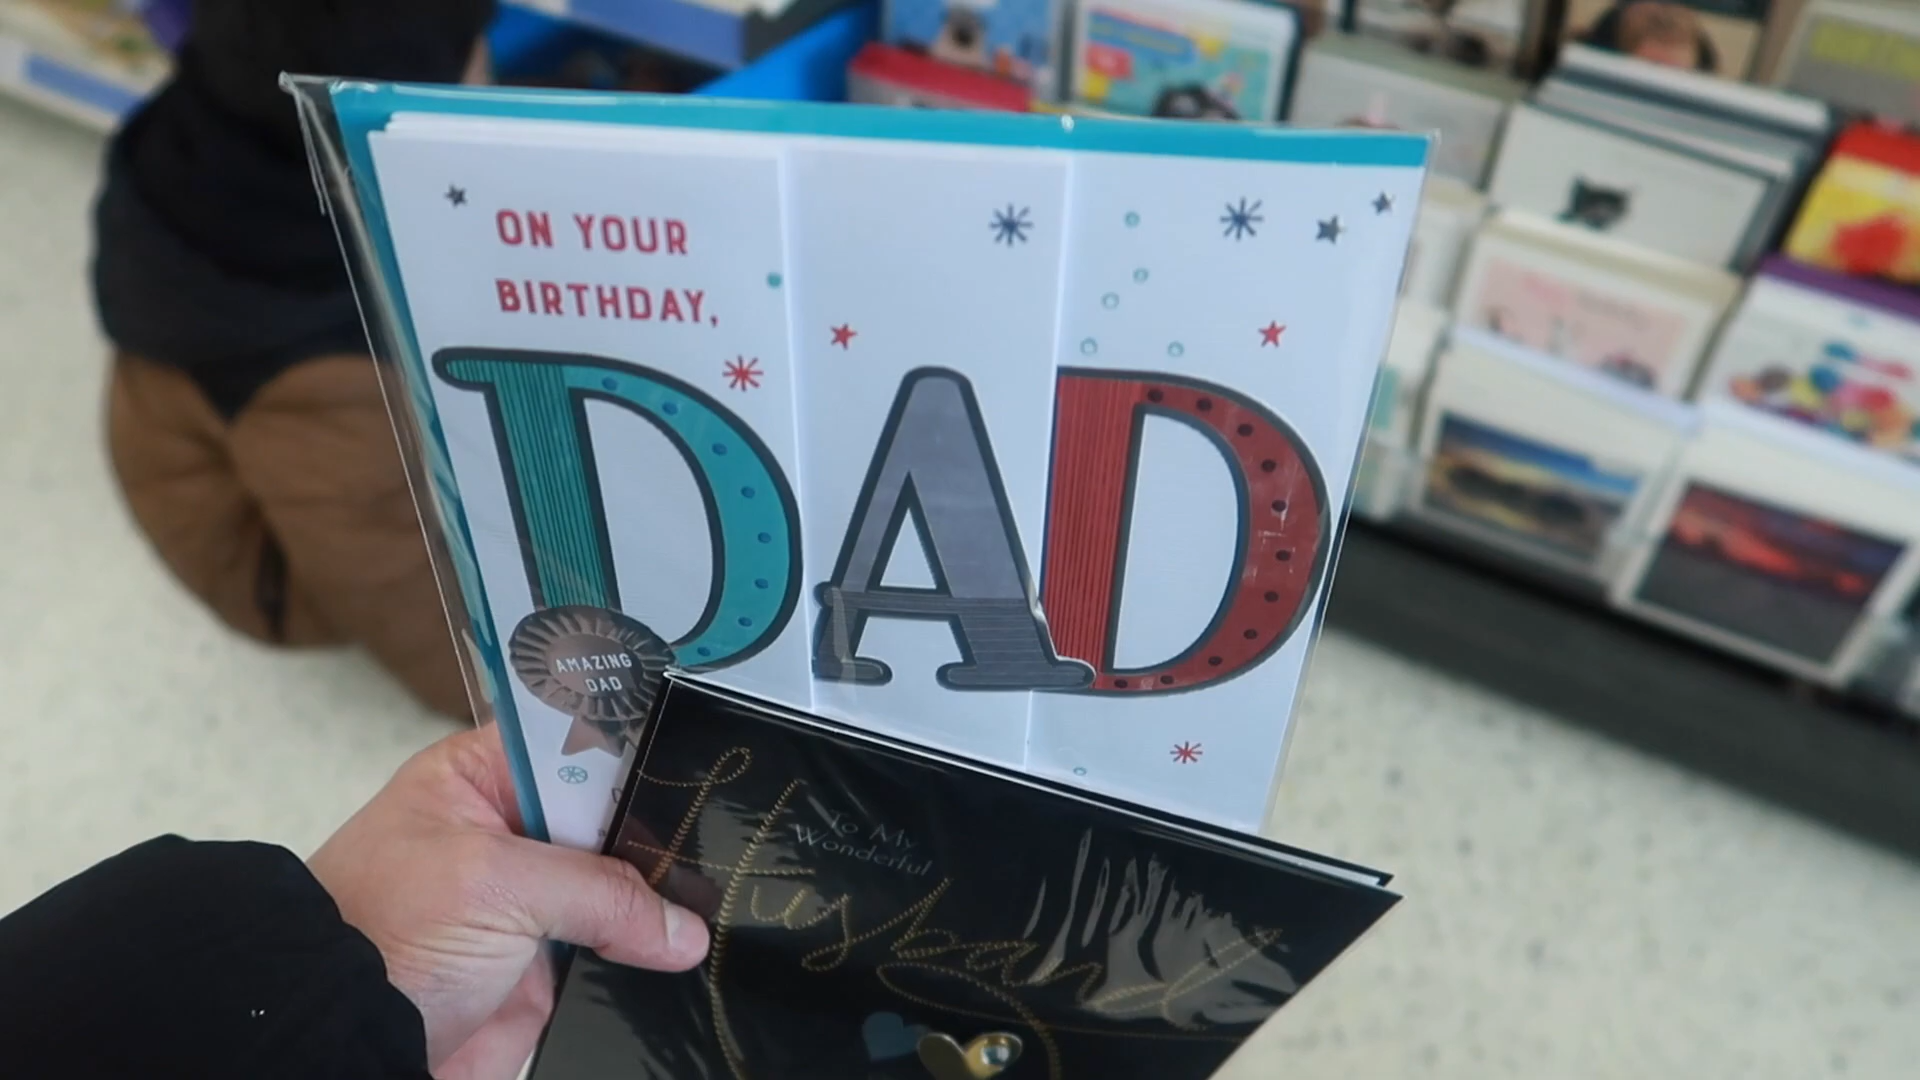 ON YOUR
BIRTHDAY,
DAD
AMAZING
DAD
To My
Wonderful
Husband